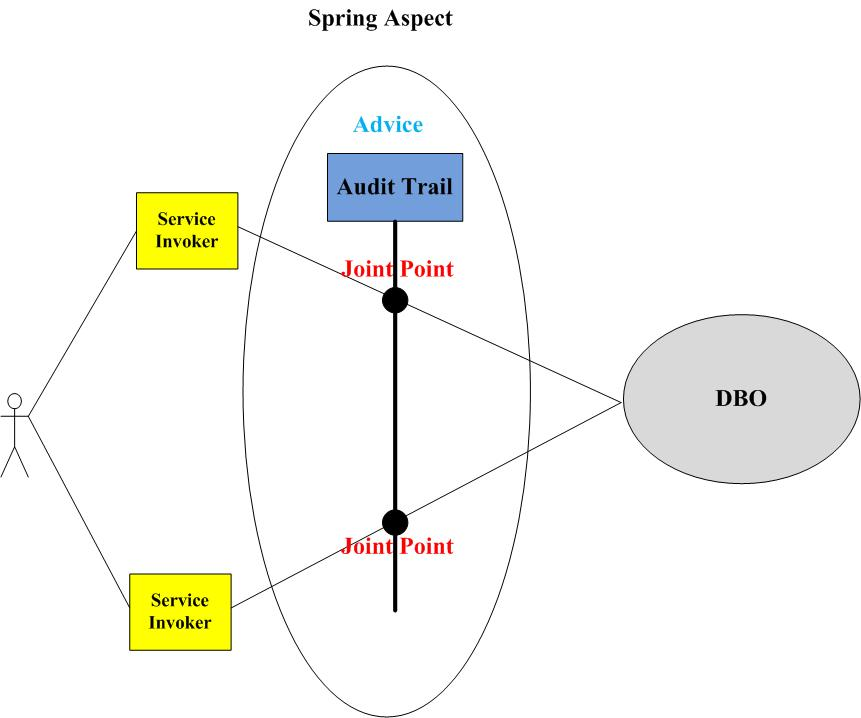 Spring Aspect
Advice
Audit Trail
Service
Invoker
Joint Point
DBO
Joint Point
Service
Invoker